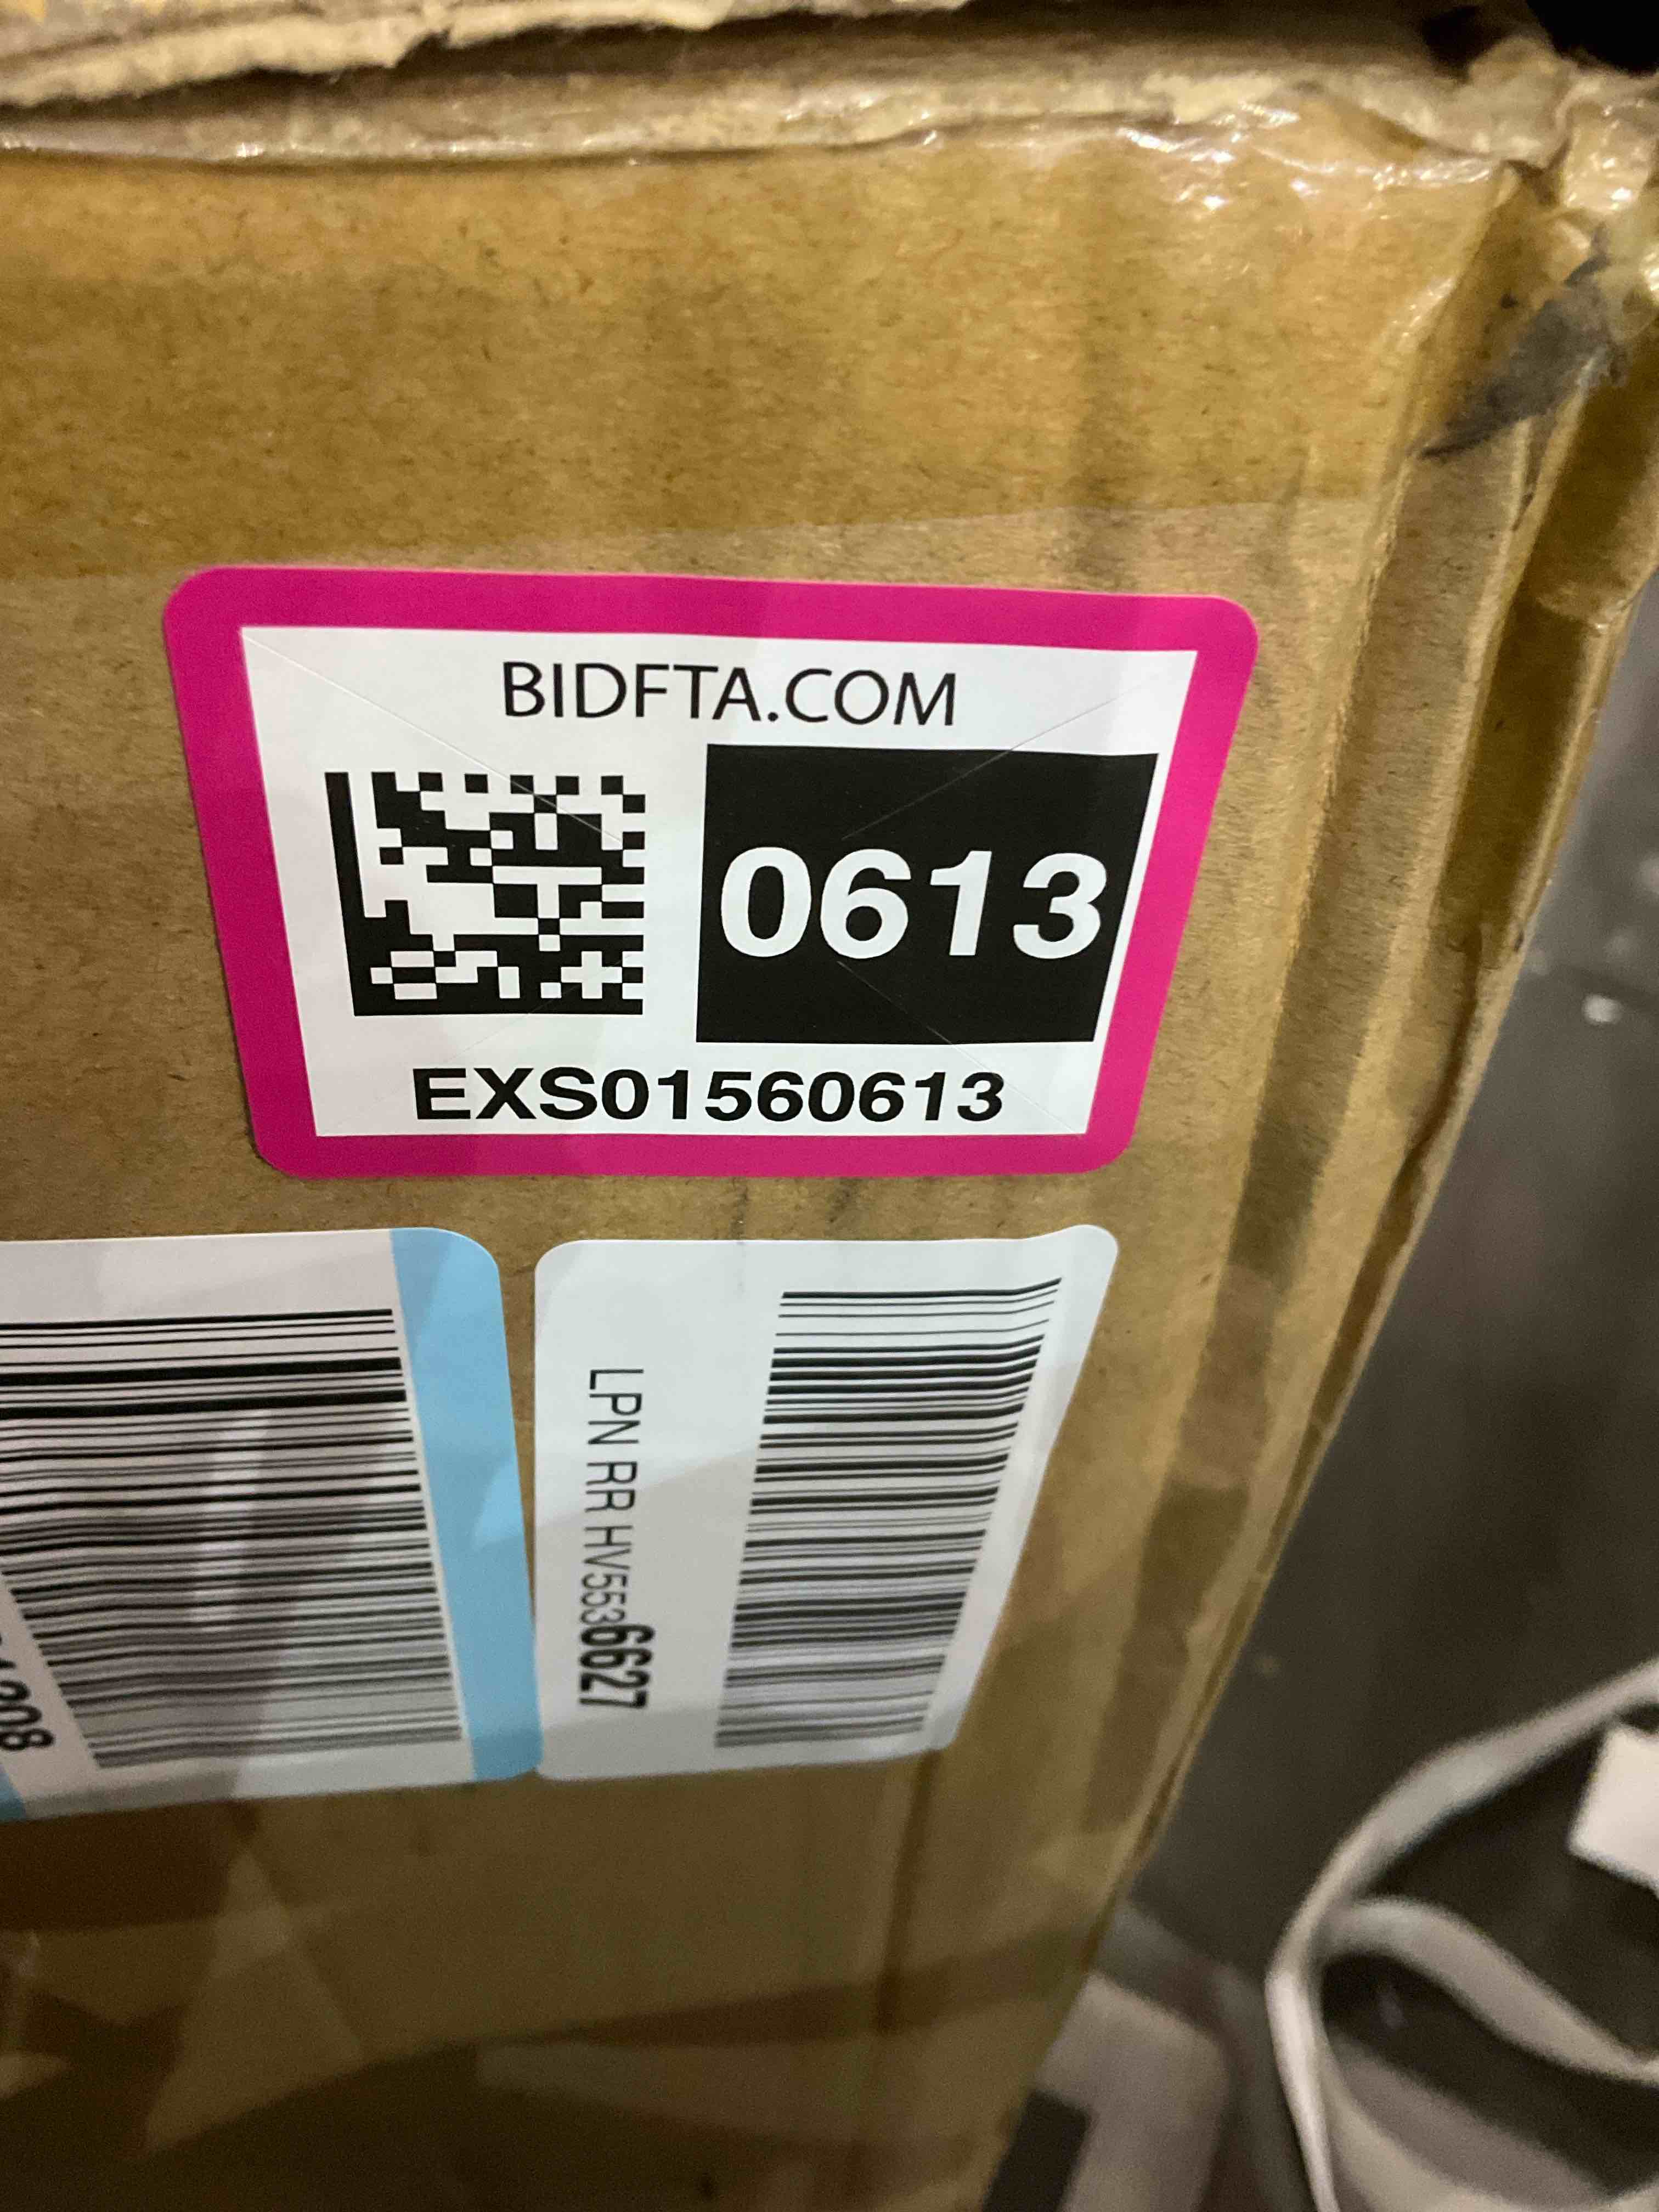 BIDFTA.COM
0613
EXS01560613
LPN RR HV5536627